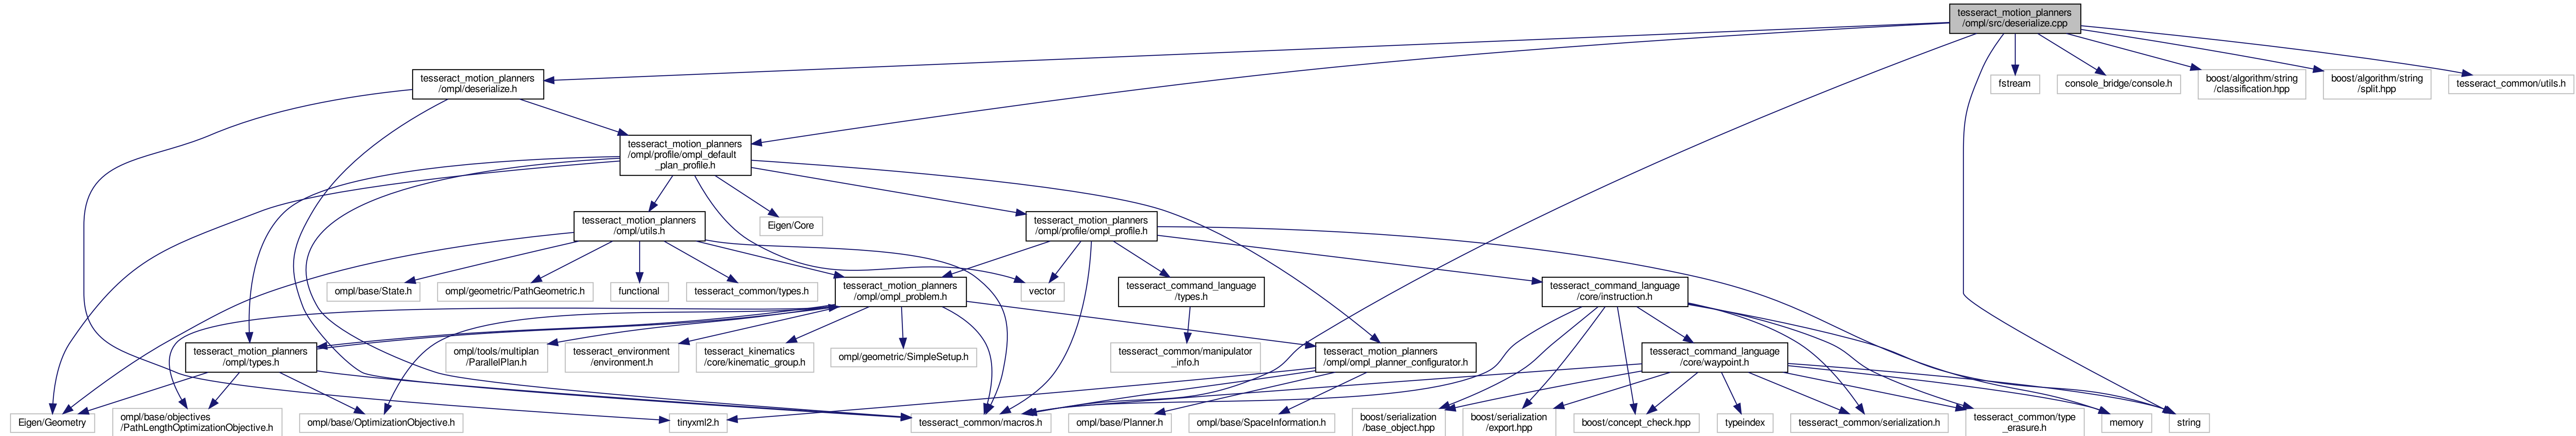 tesseract_motion_planners
/ompl/src/deserialize.cpp
tesseract_motion_planners
/ompl/deserialize.h
fstream
console_bridge/console.h
boost/algorithm/string
/classification.hpp
boost/algorithm/string
/split.hpp
tesseract_common/utils.h
tesseract_motion_planners
/ompl/profile/ompl_default
_plan_profile.h
tesseract_motion_planners
/ompl/utils.h
Eigen/Core
tesseract_motion_planners
/ompl/profile/ompl_profile.h
ompl/base/State.h
ompl/geometric/PathGeometric.h
functional
tesseract_common/types.h
tesseract_motion_planners
/ompl/ompl_problem.h
vector
tesseract_command_language
/types.h
tesseract_command_language
/core/instruction.h
tesseract_motion_planners
/ompl/types.h
ompl/tools/multiplan
/ParallelPlan.h
tesseract_environment
/environment.h
tesseract_kinematics
/core/kinematic_group.h
ompl/geometric/SimpleSetup.h
tesseract_common/manipulator
_info.h
tesseract_motion_planners
/ompl/ompl_planner_configurator.h
tesseract_command_language
/core/waypoint.h
Eigen/Geometry
ompl/base/objectives
/PathLengthOptimizationObjective.h
ompl/base/OptimizationObjective.h
tinyxml2.h
tesseract_common/macros.h
ompl/base/Planner.h
ompl/base/SpaceInformation.h
boost/serialization
/base_object.hpp
boost/serialization
/export.hpp
boost/concept_check.hpp
typeindex
tesseract_common/serialization.h
tesseract_common/type
_erasure.h
memory
string